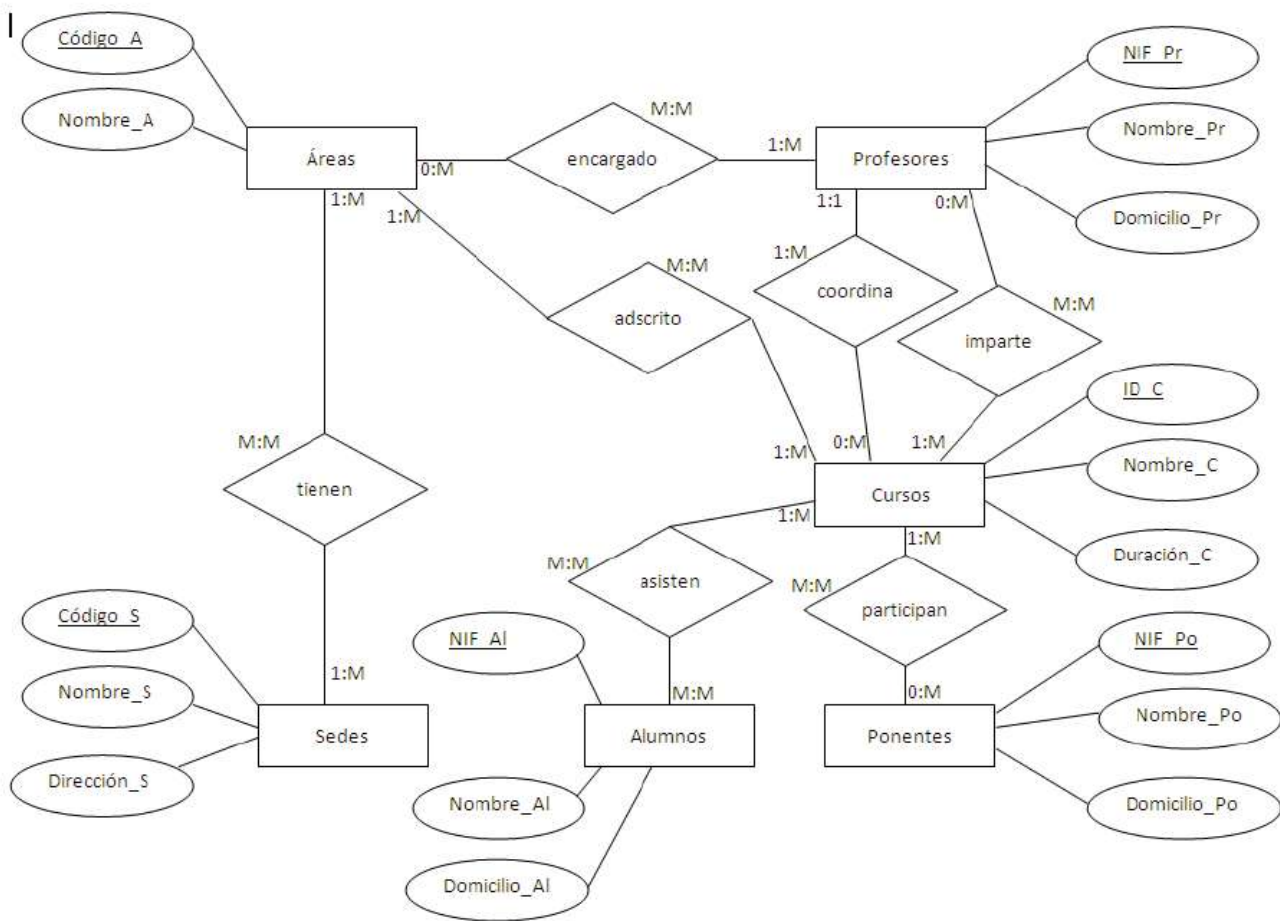 Código_A
NIF_Pr
Nombre_A
M:M
Nombre_Pr
Áreas
encargado
Profesores
0:M
1:M
1:M
1:M
1:1
0:M
Domicilio_Pr
1:M
M:M
M:M
coordina
adscrito
imparte
ID_C
M:M
1:M
0:M
1:M
Nombre_C
tienen
Cursos
1:M
1:M
M:M
asisten
M:M
Duración_C
Código_S
participan
NIF_Al
NIF_Po
1:M
M:M
0:M
Nombre_S
Nombre_Po
Sedes
Alumnos
Ponentes
Dirección_S
Nombre_Al
Domicilio_Po
Domicilio_Al